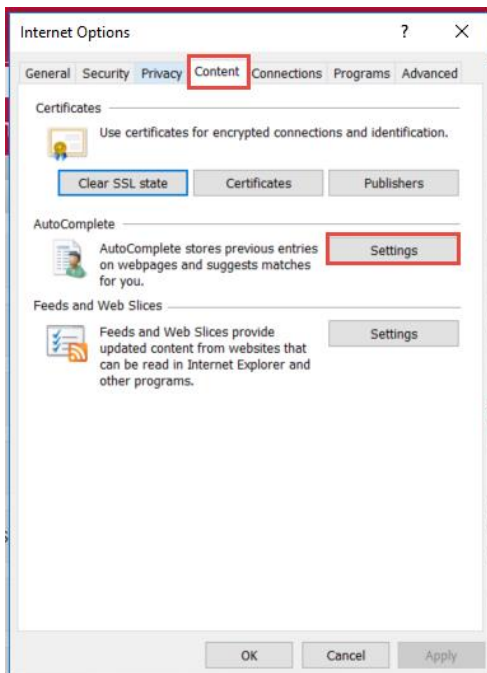 Internet Options ? X
General Security Privacy Content Connections Programs Advanced
Certificates
Use certificates for encrypted connections and identification.
Clear SSL state Certificates Publishers
AutoComplete
AutoComplete stores previous entries
on webpages and suggests matches
for you.
Settings
Feeds and Web Slices
Feeds and Web Slices provide
updated content from websites that
can be read in Internet Explorer and
other programs.
Settings
OK Cancel Apply